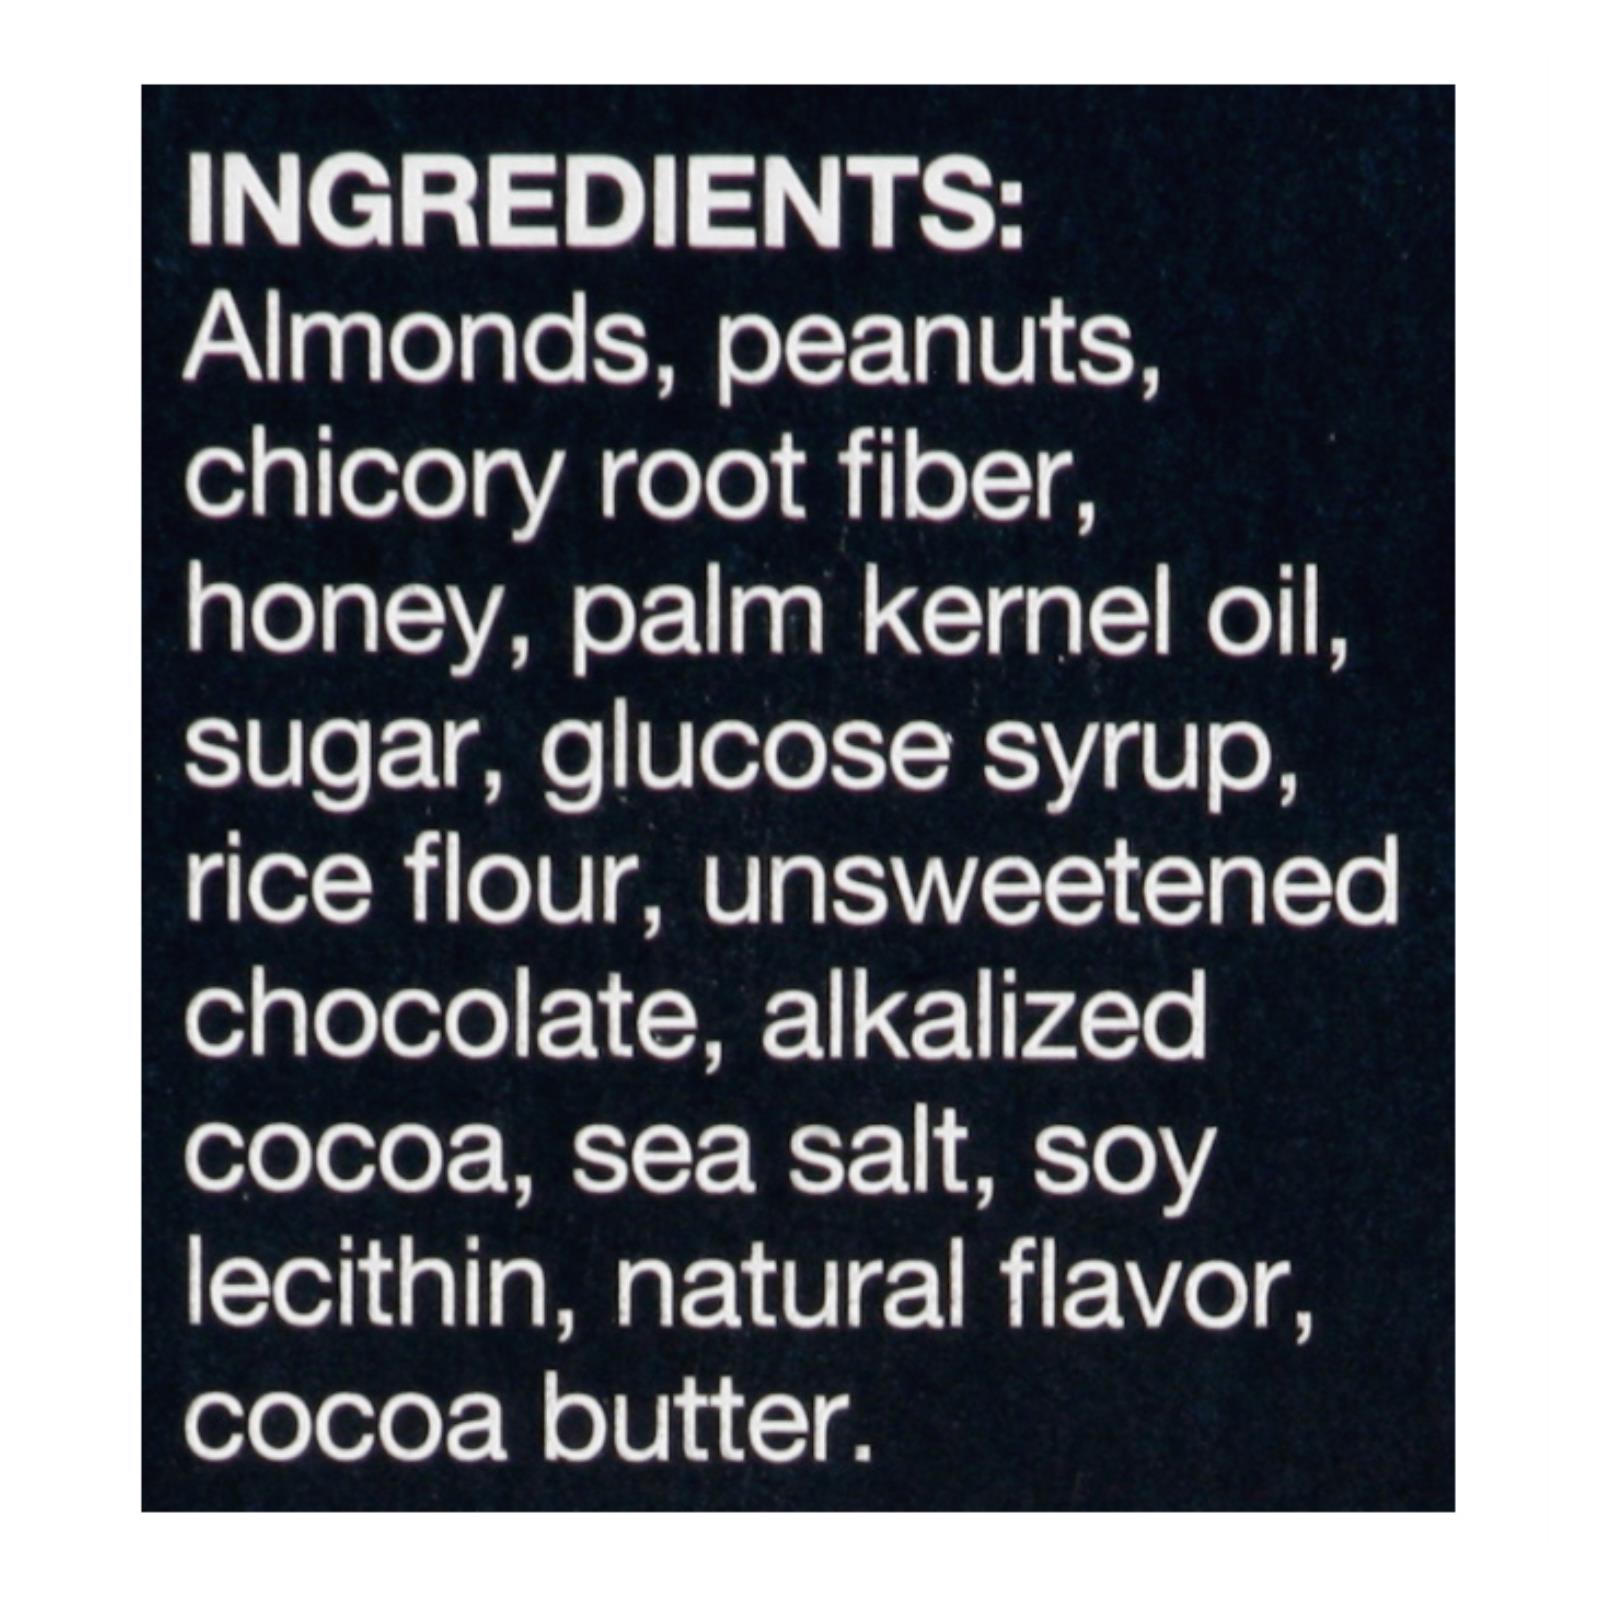 INGREDIENTS:
Almonds, peanuts,
chicory root fiber,
honey, palm kernel oil,
sugar, glucose syrup,
rice flour, unsweetened
chocolate, alkalized
cocoa, sea salt, soy
lecithin, natural flavor,
cocoa butter.